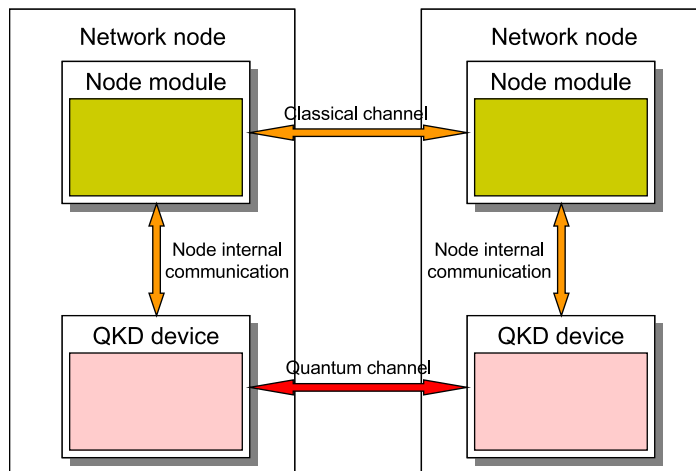 Network node
Network node
Node module
Node module
Classical channel
Node internal
communication
Node internal
communication
QKD device
QKD device
Quantum channel